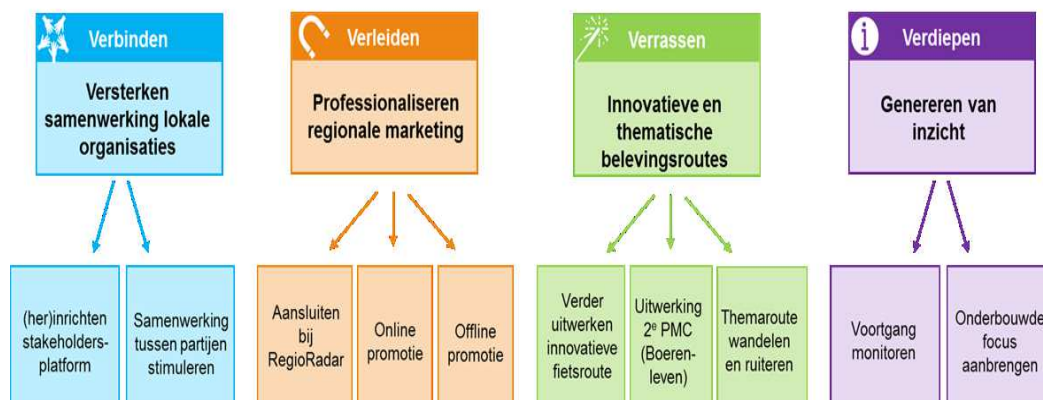 Verbinden
Versterken
samenwerking lokale
organisaties
(her)inrichten
stakeholders-
platform
Samenwerking
tussen partijen
stimuleren
Verleiden
Professionaliseren
regionale marketing
Aansluiten
bij
RegioRadar
Online
promotie
Offline
promotie
Verrassen
Innovatieve en
thematische
belevingsroutes
Verder
uitwerken
innovatieve
fietsroute
Uitwerking
2e PMC
(Boeren-
leven)
Themaroute
wandelen
en ruiteren
i
Verdiepen
Genereren van
inzicht
Voortgang
monitoren
Onderbouwde
focus
aanbrengen